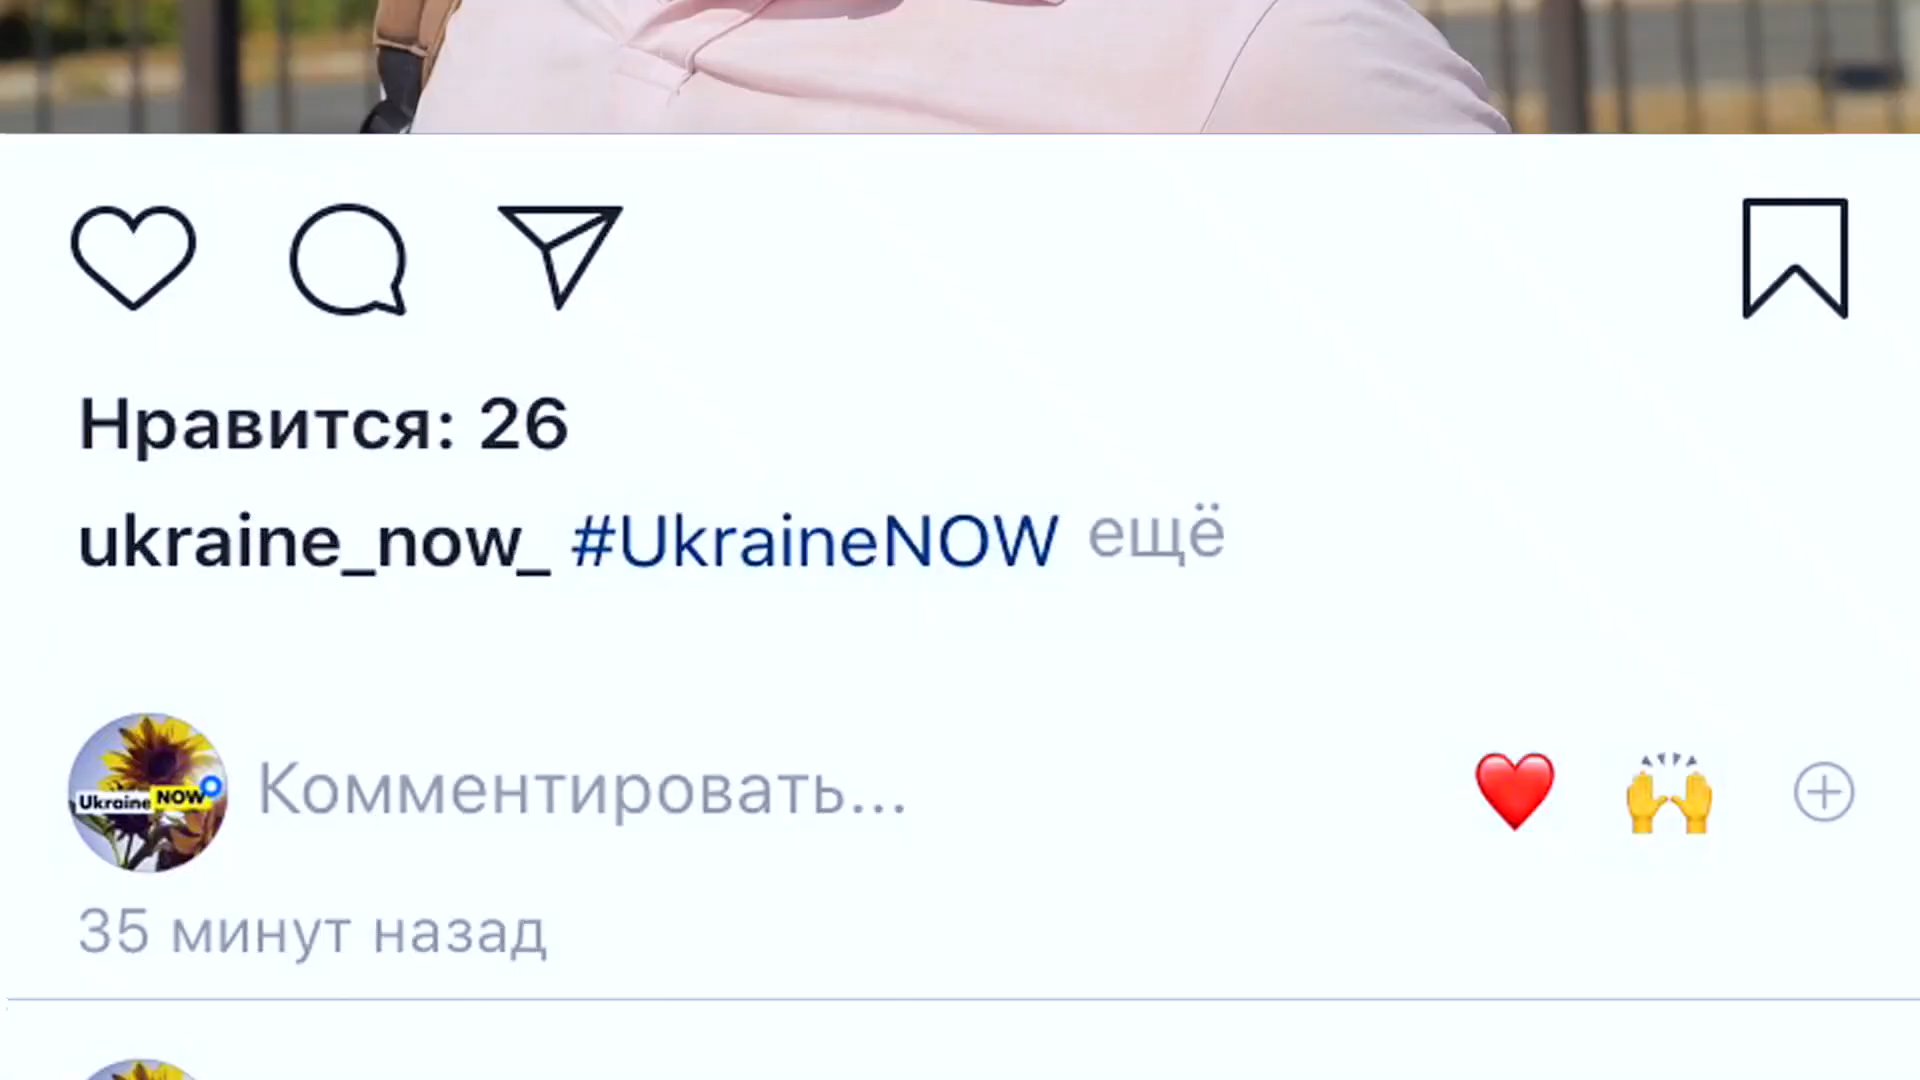 Нравится: 26
ukraine_now_ #UkraineNOW ещё
Ukraine NOW
Комментировать...
35 минут назад